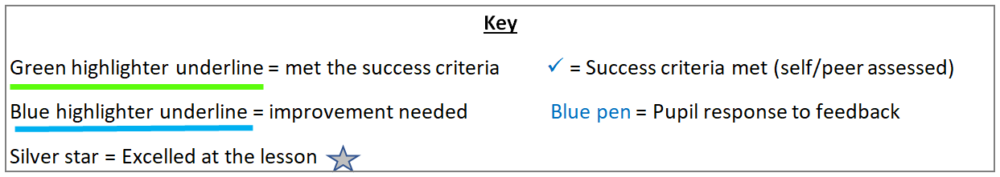 Key
Green highlighter underline = met the success criteria
✓ = Success criteria met (self/peer assessed)
Blue highlighter underline = improvement needed
Blue pen = Pupil response to feedback
Silver star = Excelled at the lesson